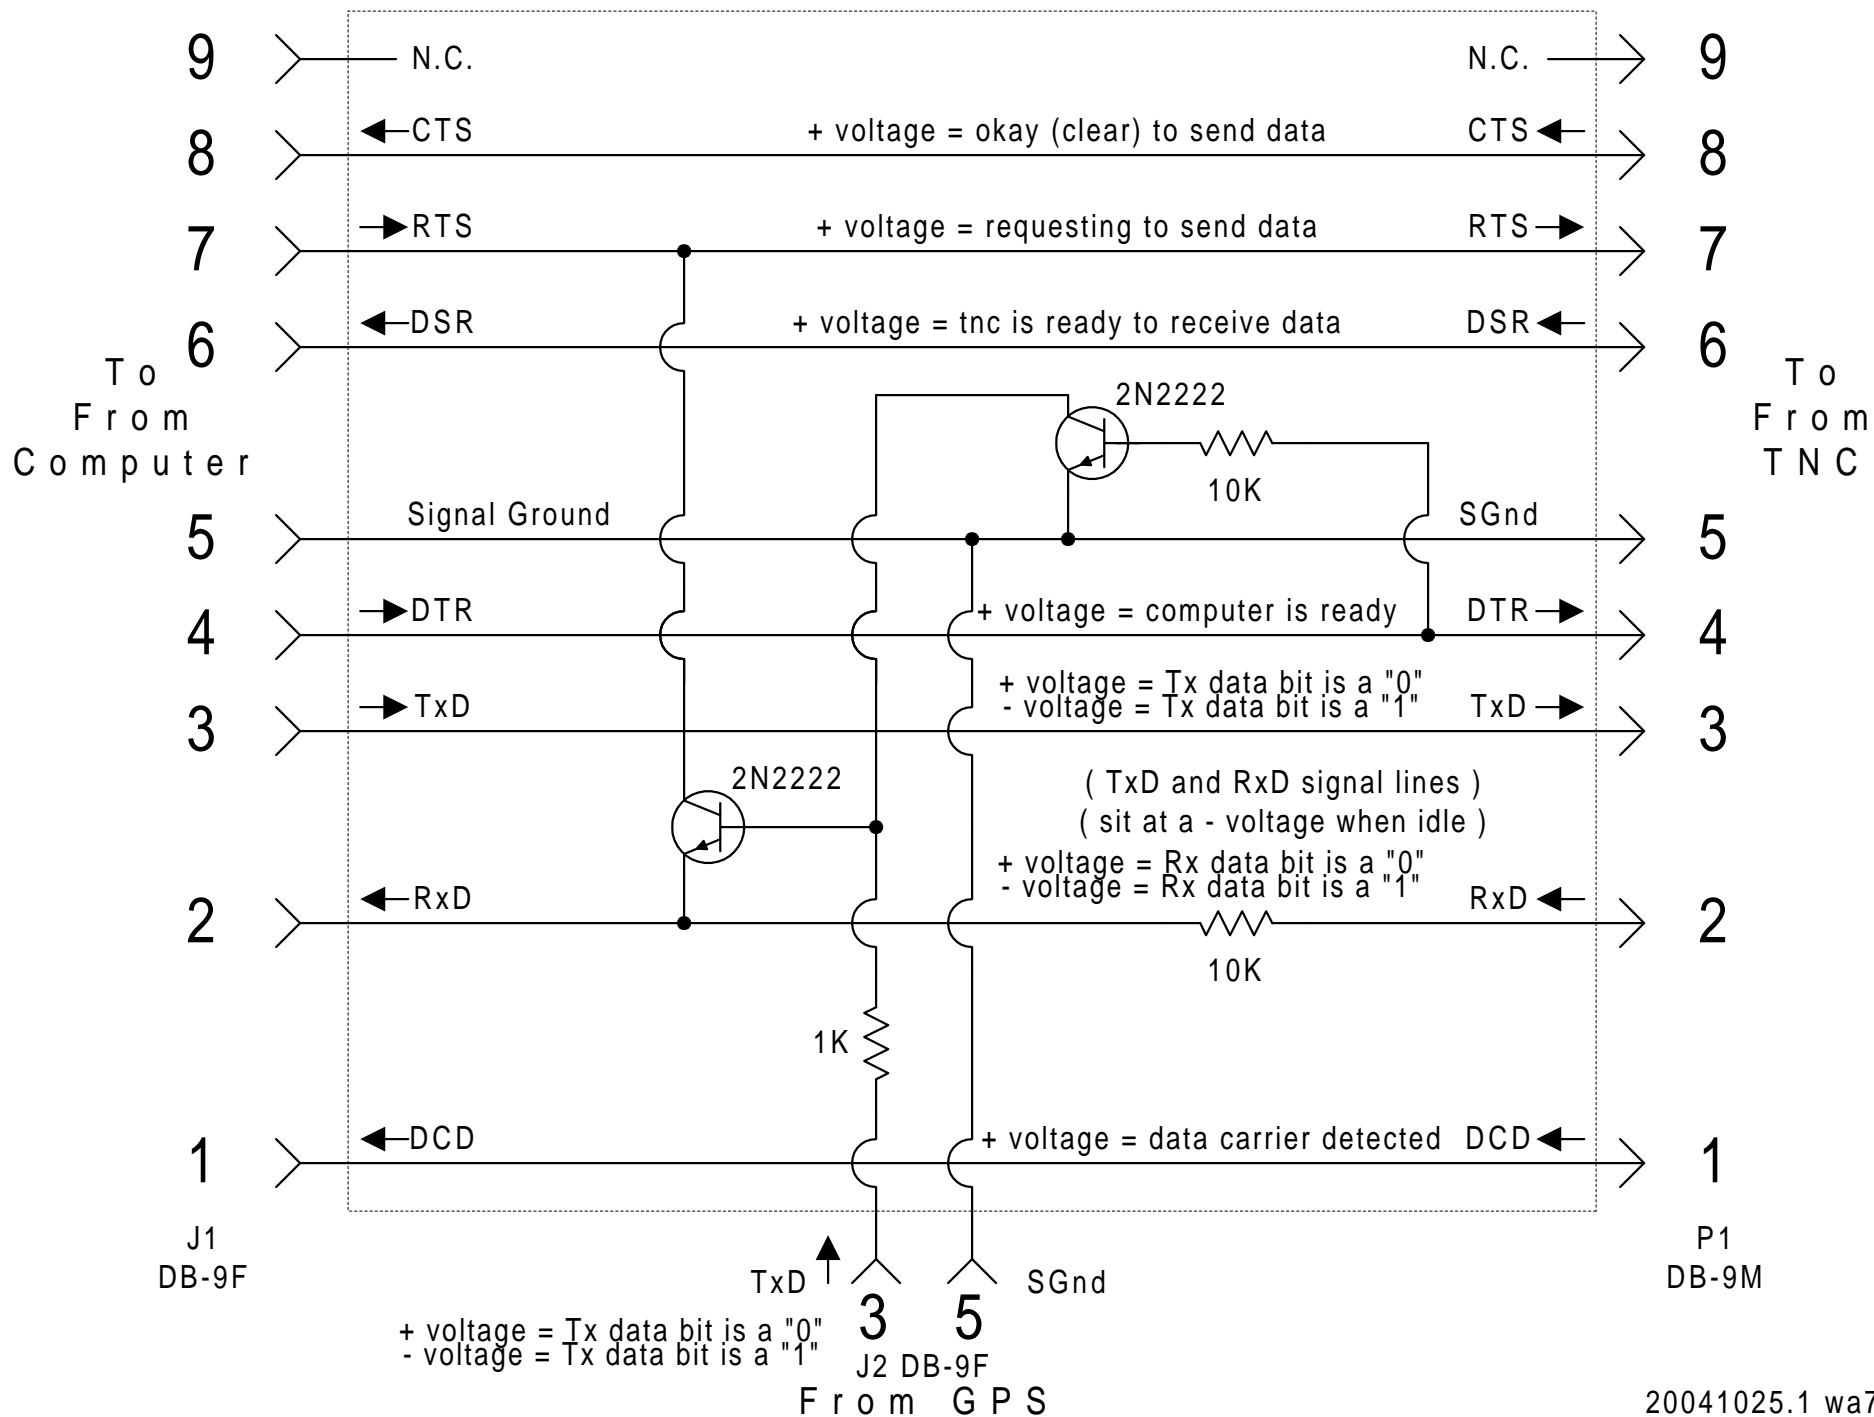 9 N.C. N.C. 9
CTS + voltage = okay (clear) to send data CTS
8 8
RTS + voltage = requesting to send data RTS
7 7
DSR + voltage = tnc is ready to receive data DSR
6 6
To
From
Computer
To
From
TNC
2N2222
10K
Signal Ground SGnd
5 5
DTR + voltage = computer is ready DTR
4 4
+ voltage = Tx data bit is a "0"
- voltage = Tx data bit is a "1"
TxD TxD
3 3
2N2222
( TxD and RxD signal lines )
( sit at a - voltage when idle )
+ voltage = Rx data bit is a "0"
- voltage = Rx data bit is a "1"
RxD RxD
2 2
10K
1K
DCD + voltage = data carrier detected DCD
1 1
J1
DB-9F
P1
DB-9M
TxD SGnd
3 5
+ voltage = Tx data bit is a "0"
- voltage = Tx data bit is a "1"
J2 DB-9F
From GPS
20041025.1 wa7